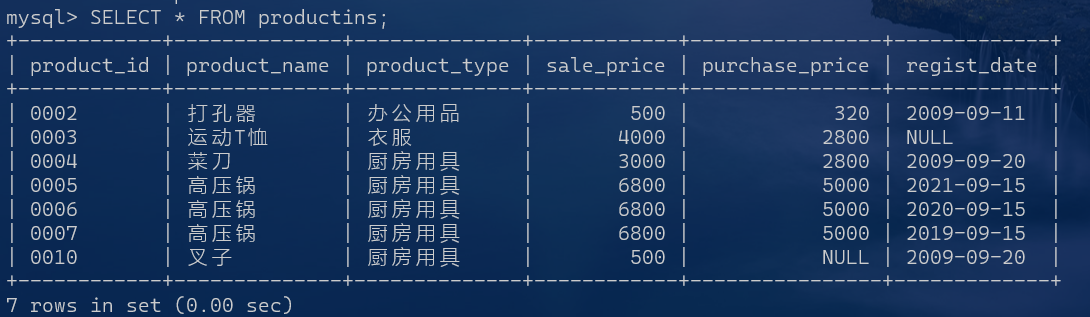 mysql> SELECT * FROM productins;
+------------+--------------+--------------+------------+----------------+-------------+
| product_id | product_name | product_type | sale_price | purchase_price | regist_date |
+------------+--------------+--------------+------------+----------------+-------------+
| 0002       | 打孔器       | 办公用品     |        500 |            320 | 2009-09-11  |
| 0003       | 运动T恤      | 衣服         |       4000 |           2800 | NULL        |
| 0004       | 菜刀         | 厨房用具     |       3000 |           2800 | 2009-09-20  |
| 0005       | 高压锅       | 厨房用具     |       6800 |           5000 | 2021-09-15  |
| 0006       | 高压锅       | 厨房用具     |       6800 |           5000 | 2020-09-15  |
| 0007       | 高压锅       | 厨房用具     |       6800 |           5000 | 2019-09-15  |
| 0010       | 叉子         | 厨房用具     |        500 |           NULL | 2009-09-20  |
+------------+--------------+--------------+------------+----------------+-------------+
7 rows in set (0.00 sec)